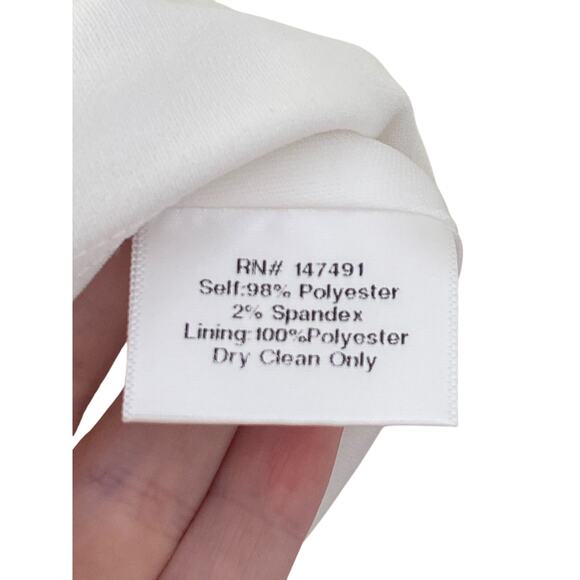 RN# 147491
Self:98% Polyester
2% Spandex
Lining:100%Polyester
Dry Clean Only